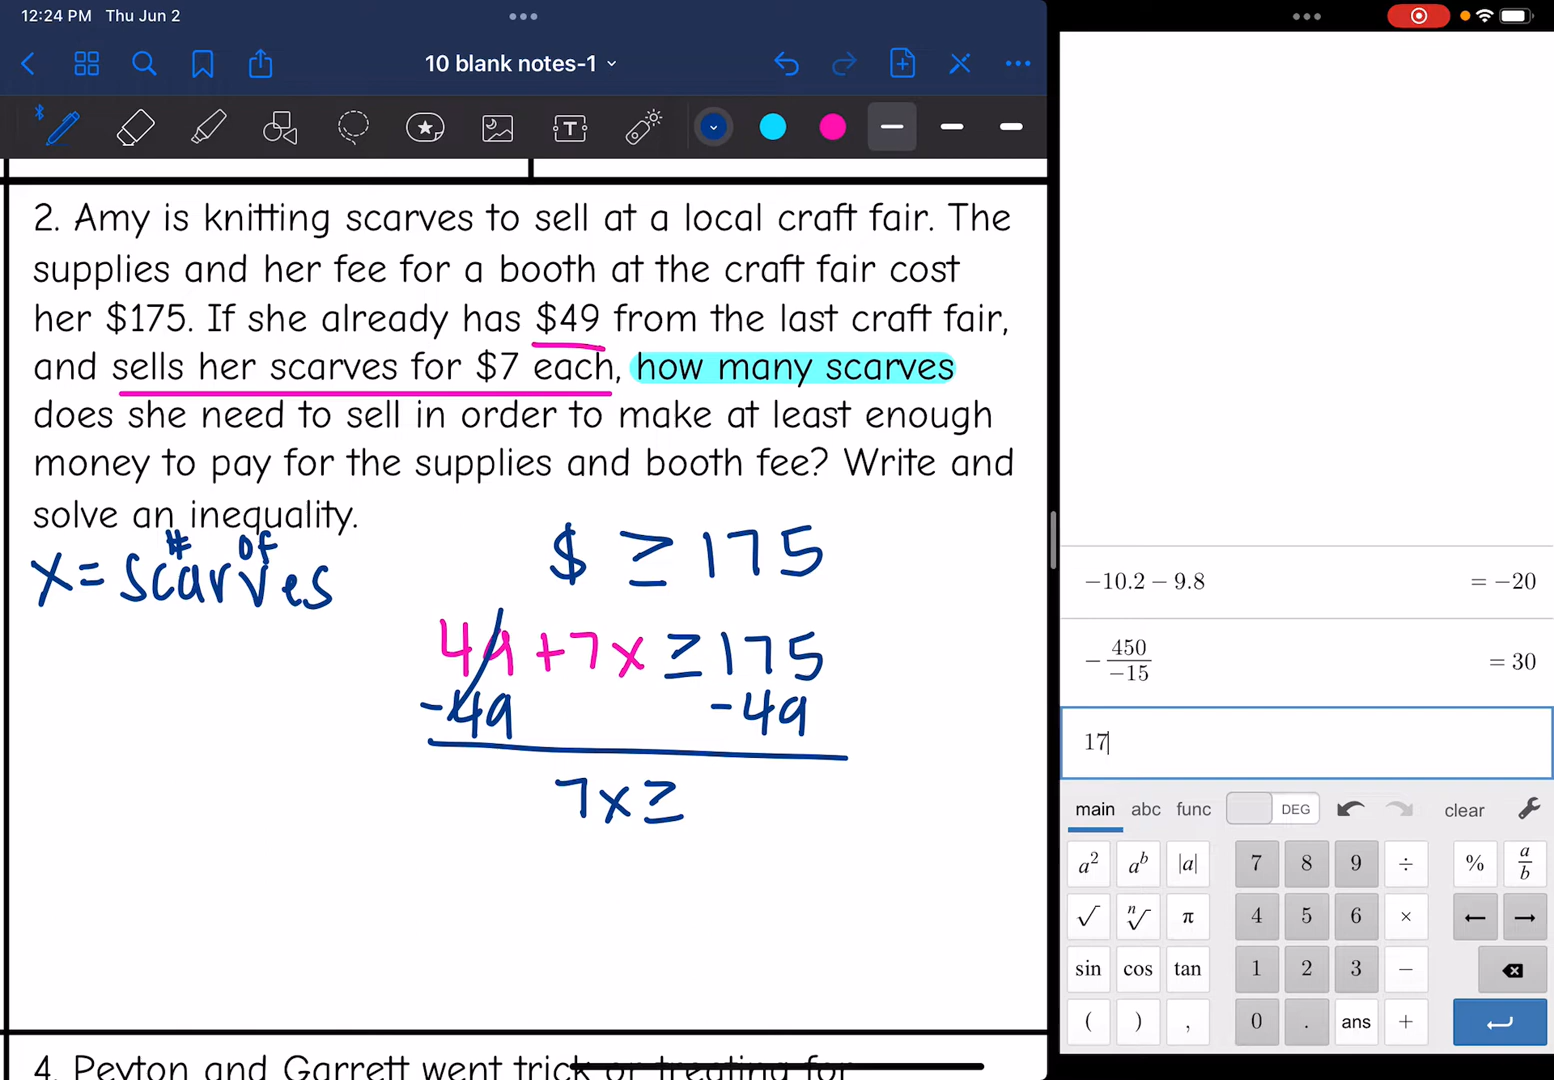 12:24 PM Thu Jun 2
10 blank notes-1
T
2. Amy is knitting scarves to sell at a local craft fair. The
supplies and her fee for a booth at the craft fair cost
her $175. If she already has $49 from the last craft fair,
and sells her scarves for $7 each, how many scarves
does she need to sell in order to make at least enough
money to pay for the supplies and booth fee? Write and
solve an inequality.
# of
x = scarves
$ ≥ 175
49 + 7x ≥ 175
-49 -49
7x ≥
4. Peyton and Garrett went trick or treating for
-10.2 - 9.8 = -20
- 450/-15 = 30
17
main abc func DEG clear
a² aᵇ |a| 7 8 9 ÷ % a/b
√ ⁿ√ π 4 5 6 × ← →
sin cos tan 1 2 3 −
( ) , 0 . ans +